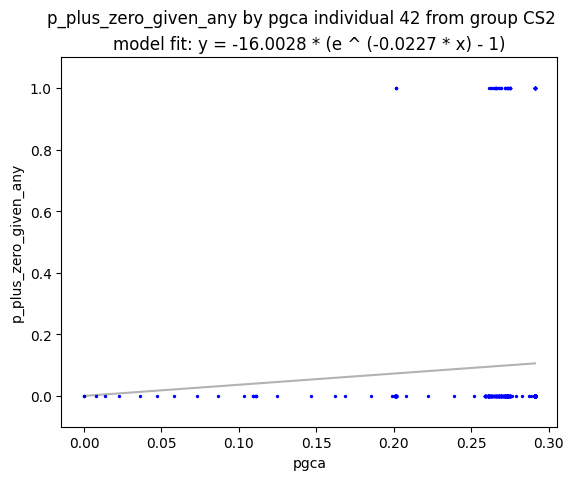 p_plus_zero_given_any by pgca individual 42 from group CS2
model fit: y = -16.0028 * (e ^ (-0.0227 * x) - 1)
1.0
0.8
0.6
0.4
0.2
0.0
p_plus_zero_given_any
0.00 0.05 0.10 0.15 0.20 0.25 0.30
pgca